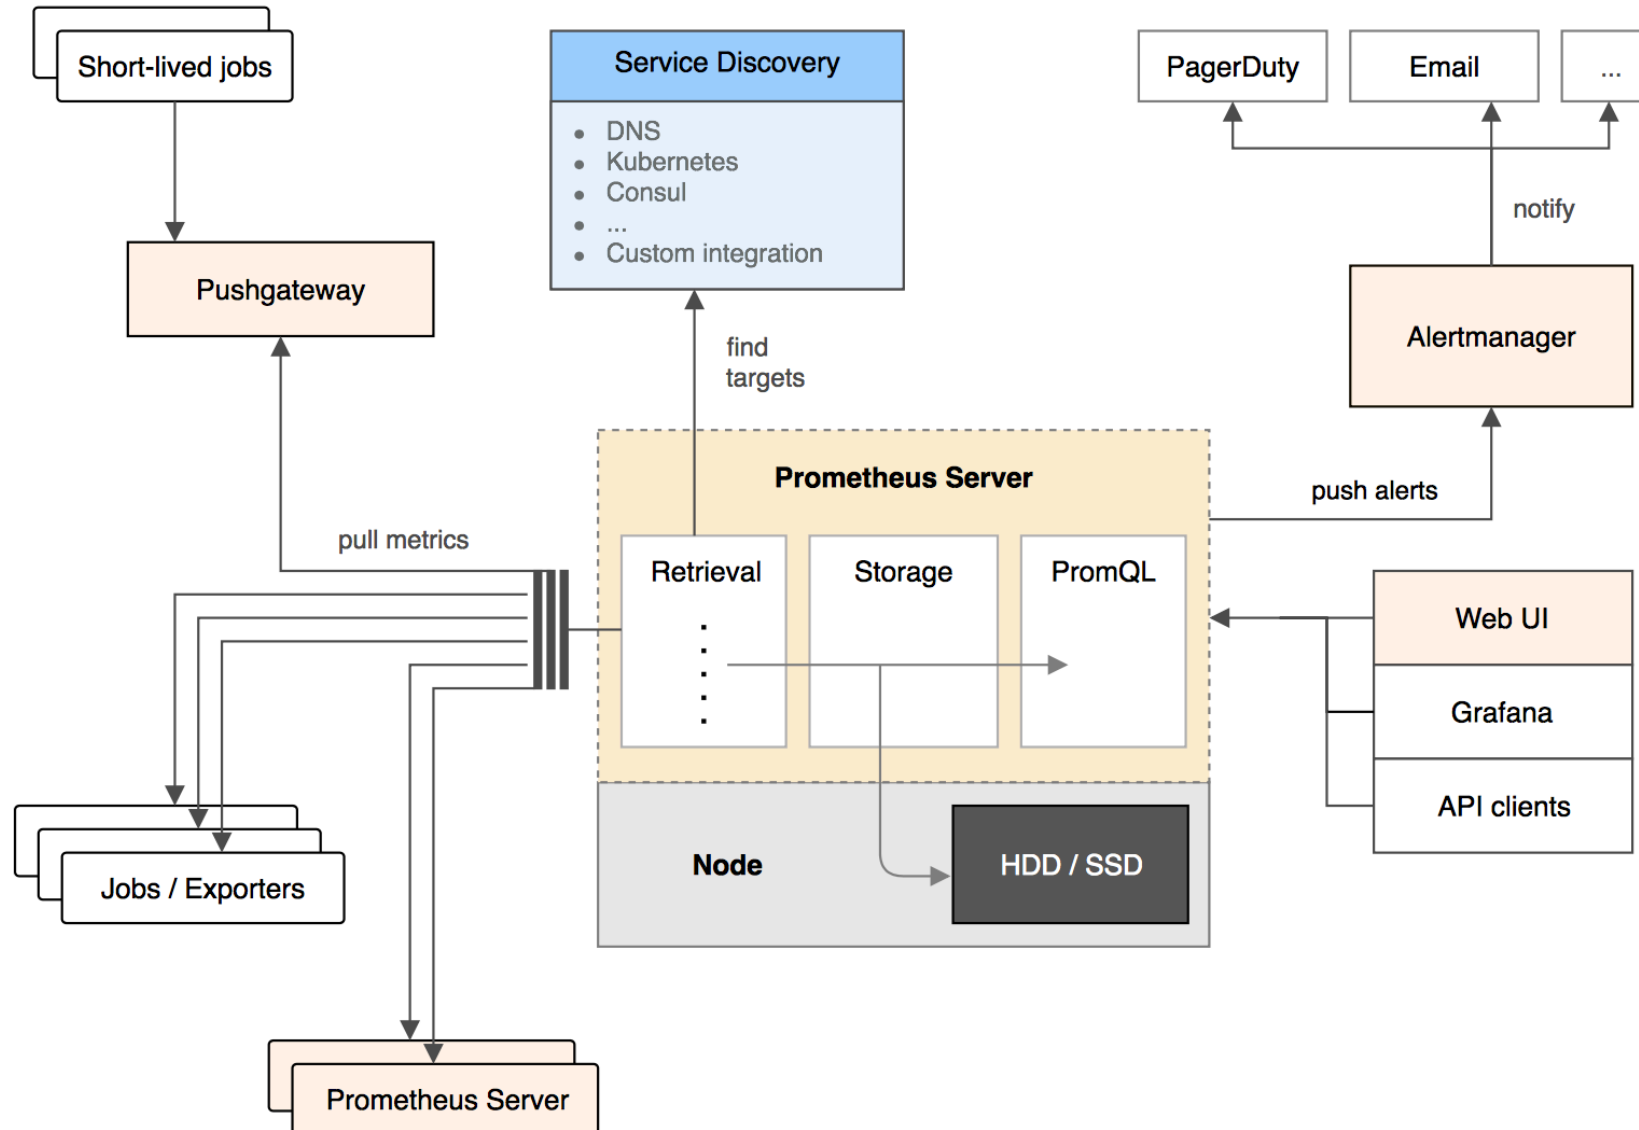 Short-lived jobs
Service Discovery
PagerDuty
Email
...
DNS
Kubernetes
Consul
...
Custom integration
notify
Pushgateway
Alertmanager
find
targets
Prometheus Server
push alerts
pull metrics
Retrieval
Storage
PromQL
Web UI
Grafana
API clients
Node
HDD / SSD
Jobs / Exporters
Prometheus Server